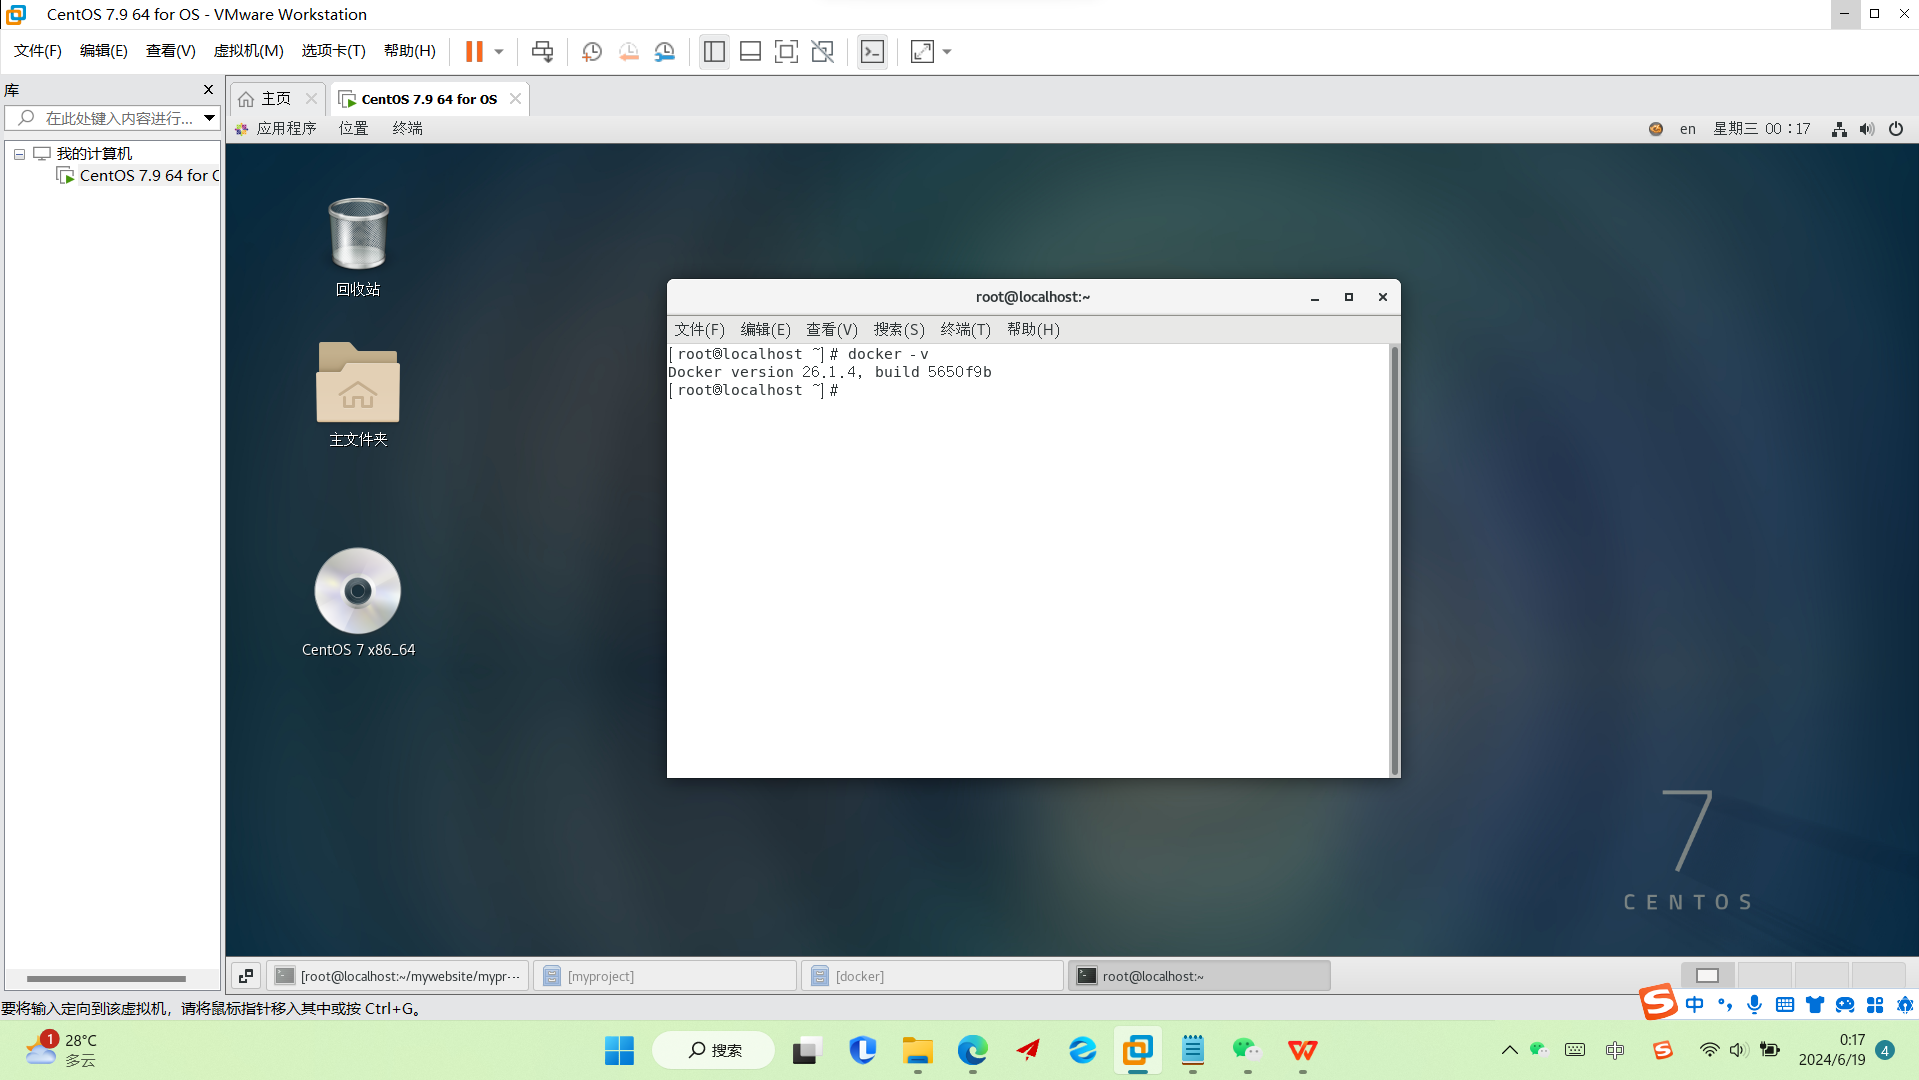 CentOS 7.9 64 for OS - VMware Workstation
文件(F) 编辑(E) 查看(V) 虚拟机(M) 选项卡(T) 帮助(H)
库
在此处键入内容进行...
我的计算机
CentOS 7.9 64 for O
主页
CentOS 7.9 64 for OS
应用程序 位置 终端
en 星期三 00：17
回收站
主文件夹
CentOS 7 x86_64
root@localhost:~
文件(F) 编辑(E) 查看(V) 搜索(S) 终端(T) 帮助(H)
[root@localhost ~]# docker -v
Docker version 26.1.4, build 5650f9b
[root@localhost ~]#
7
CENTOS
[root@localhost:~/mywebsite/mypr···
[myproject]
[docker]
root@localhost:~
要将输入定向到该虚拟机，请将鼠标指针移入其中或按 Ctrl+G。
中
1
28°C
多云
搜索
中
0:17
2024/6/19
4